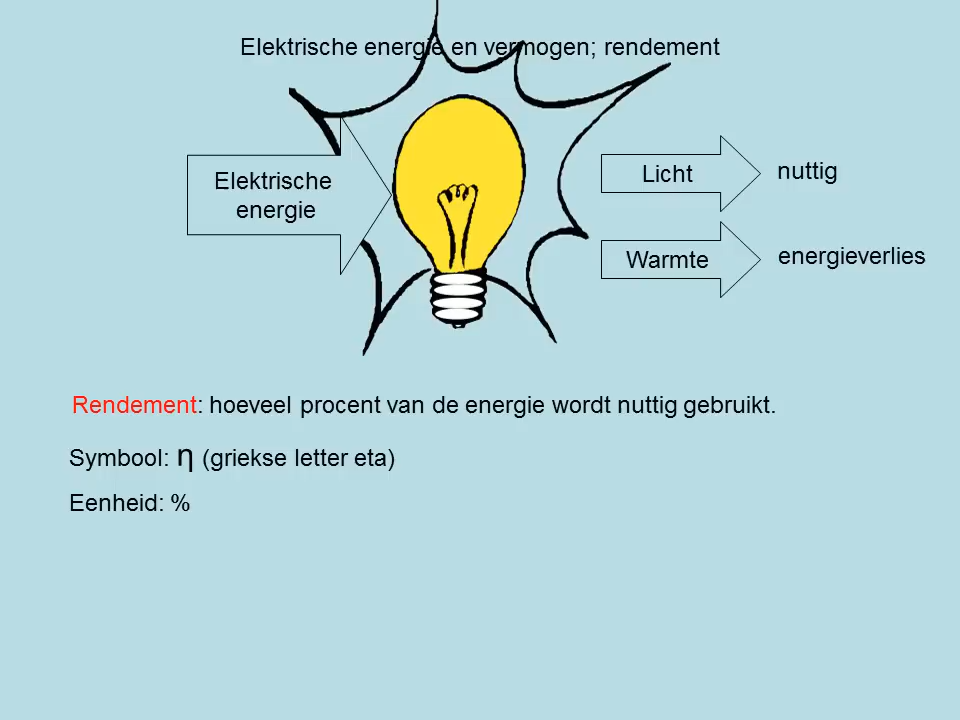 Elektrische energie en vermogen; rendement
Elektrische
energie
Licht
nuttig
Warmte
energieverlies
Rendement: hoeveel procent van de energie wordt nuttig gebruikt.
Symbool: η (griekse letter eta)
Eenheid: %